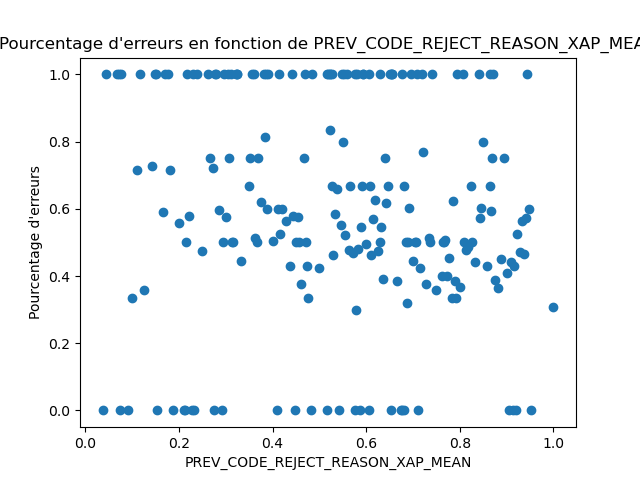 Pourcentage d'erreurs en fonction de PREV_CODE_REJECT_REASON_XAP_MEA
1.0
0.8
0.6
0.4
0.2
0.0
Pourcentage d'erreurs
0.0 0.2 0.4 0.6 0.8 1.0
PREV_CODE_REJECT_REASON_XAP_MEAN